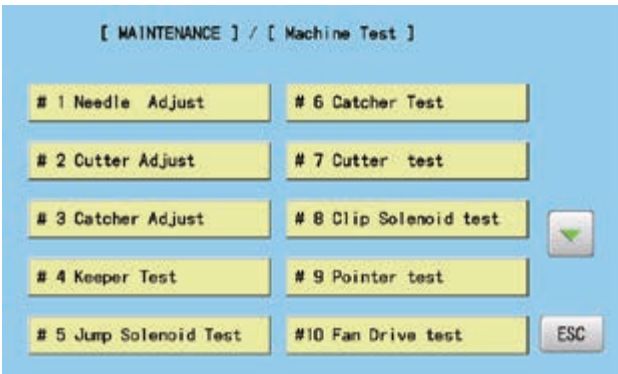 [ MAINTENANCE ] / [ Machine Test ]
# 1 Needle Adjust
# 6 Catcher Test
# 2 Cutter Adjust
# 7 Cutter test
# 3 Catcher Adjust
# 8 Clip Solenoid test
# 4 Keeper Test
# 9 Pointer test
# 5 Jump Solenoid Test
#10 Fan Drive test
ESC